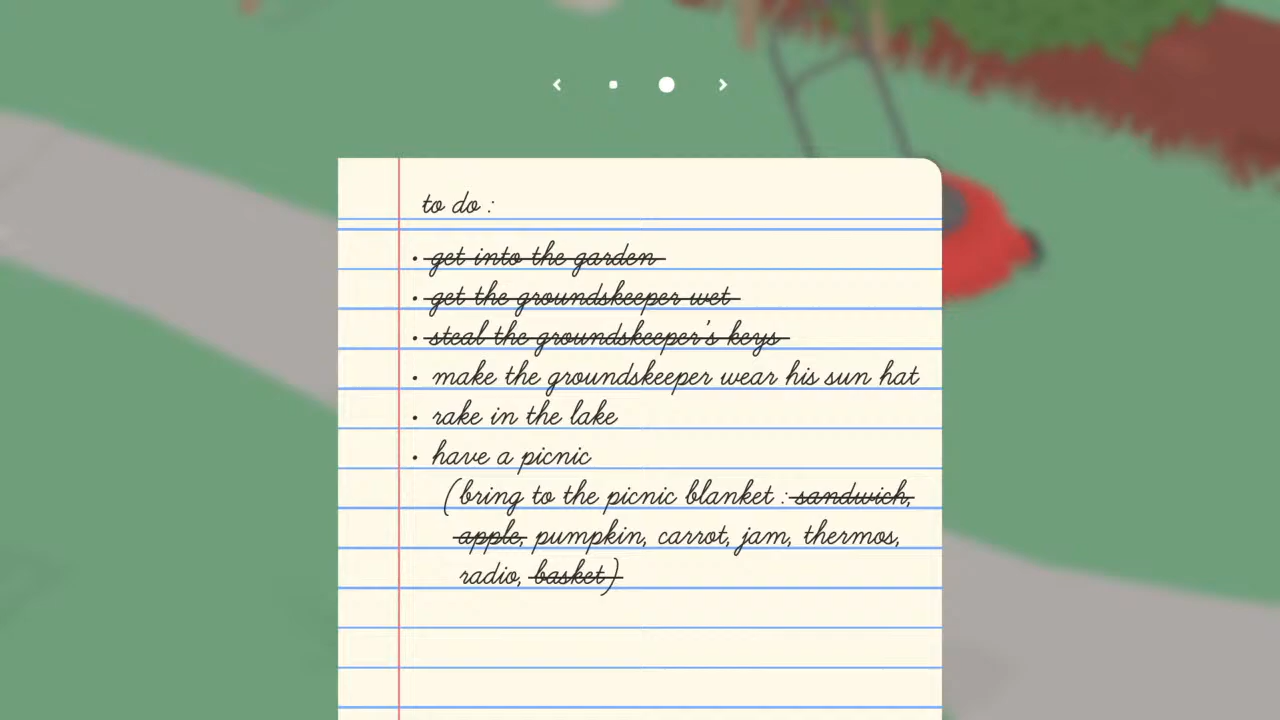 to do :
• get into the garden
• get the groundskeeper wet
• steal the groundskeeper's keys
• make the groundskeeper wear his sun hat
• rake in the lake
• have a picnic
(bring to the picnic blanket : sandwich,
apple, pumpkin, carrot, jam, thermos,
radio, basket)